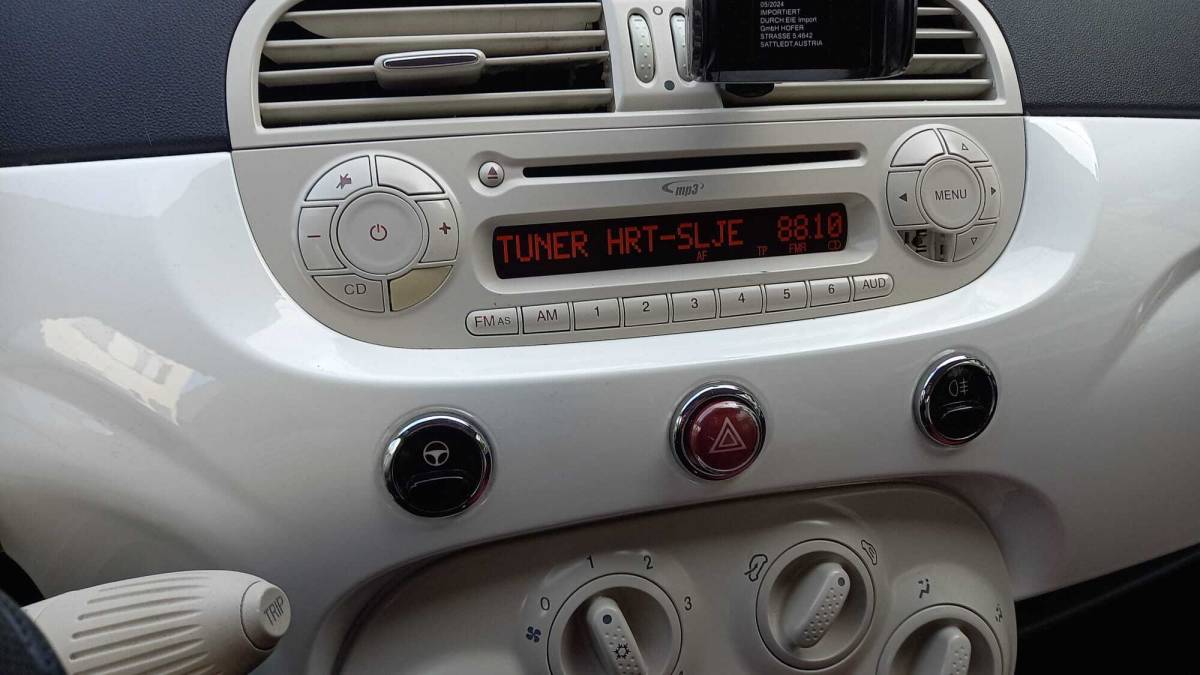 05/2024
IMPORTIERT
DURCH EIE Import
GmbH HOFER
STRASSE 5.4642
SATTLEDT,AUSTRIA
mp3
MENU
TUNER HRT-SLJE 88.10
AF TP FMA CD
CD
FM AS AM 1 2 3 4 5 6 AUD
0 1 2 3
TRIP